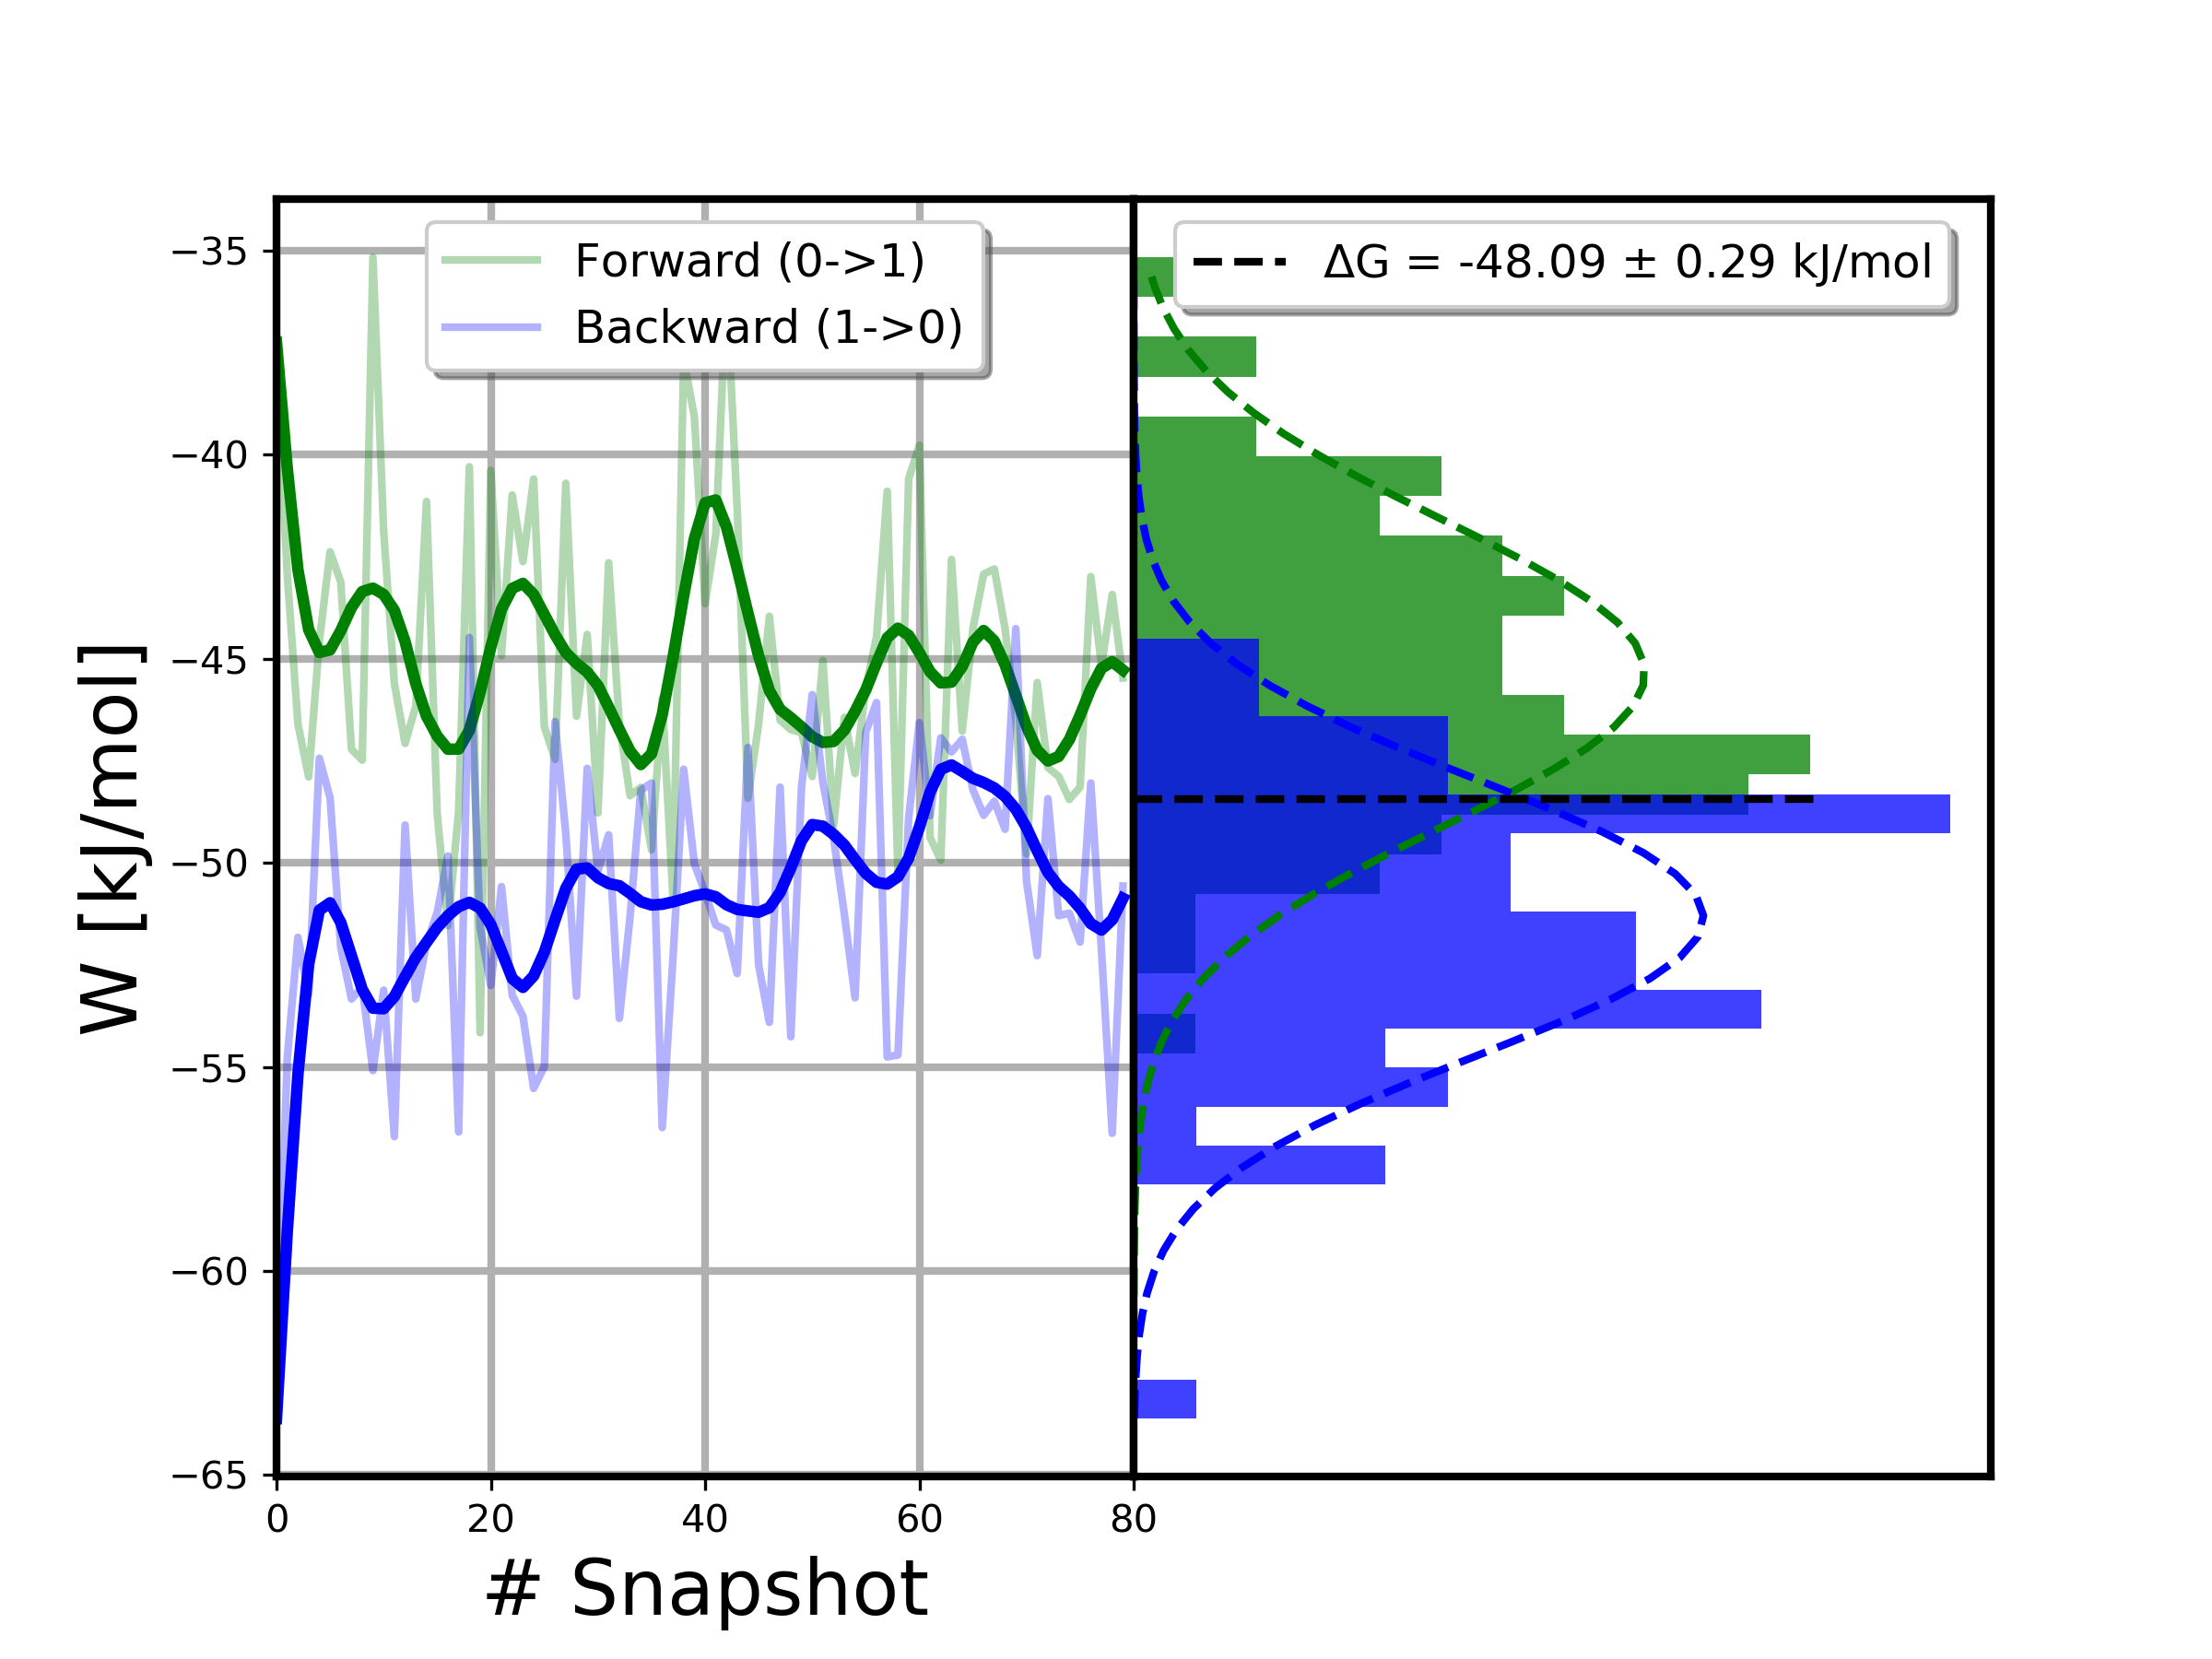 Forward (0->1)
Backward (1->0)
ΔG = -48.09 ± 0.29 kJ/mol
W [kJ/mol]
−35
−40
−45
−50
−55
−60
−65
0 20 40 60 80
# Snapshot